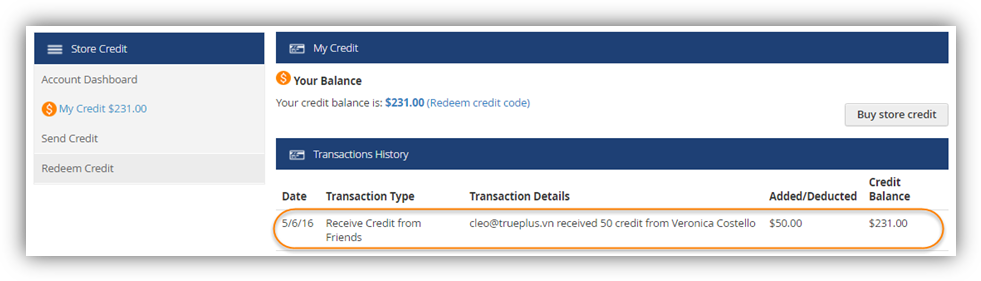 Store Credit
Account Dashboard
$ My Credit $231.00
Send Credit
Redeem Credit
My Credit
$ Your Balance
Your credit balance is: $231.00 (Redeem credit code)
Buy store credit
Transactions History
Date Transaction Type Transaction Details Added/Deducted Credit Balance
5/6/16 Receive Credit from cleo@trueplus.vn received 50 credit from Veronica Costello $50.00 $231.00
Friends